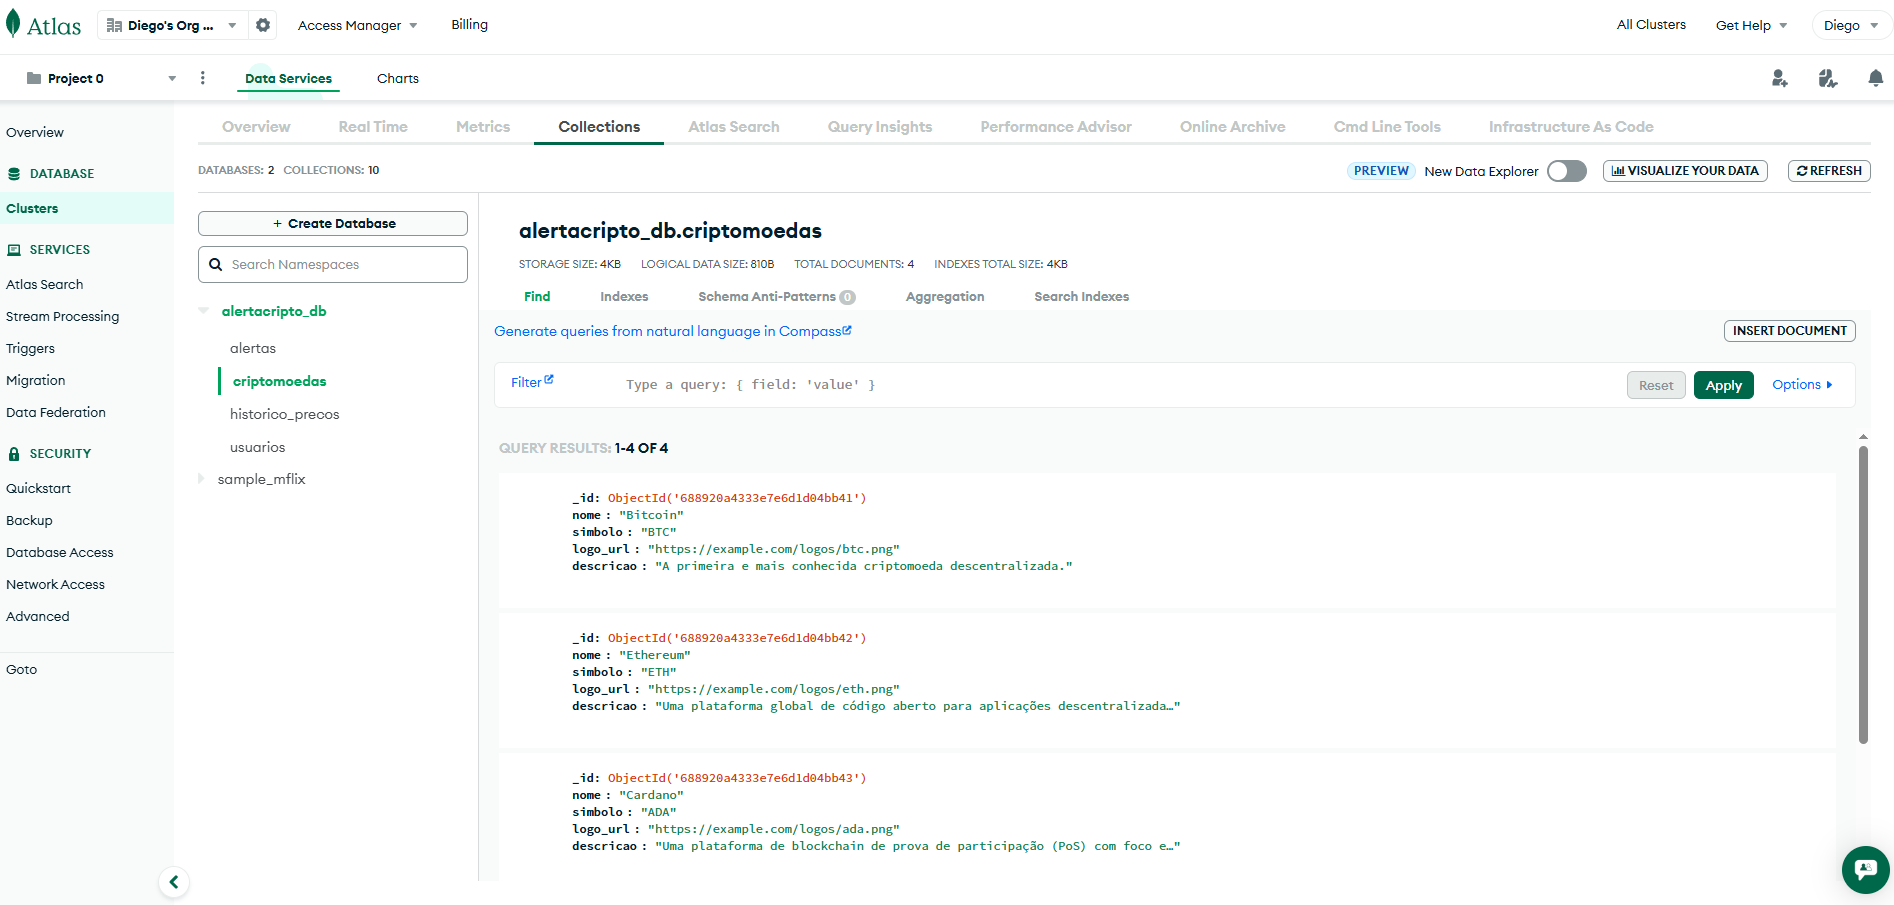 Atlas
Diego's Org ...
Access Manager
Billing
All Clusters
Get Help
Diego
Project 0
Data Services
Charts
Overview
Real Time
Metrics
Collections
Atlas Search
Query Insights
Performance Advisor
Online Archive
Cmd Line Tools
Infrastructure As Code
Overview
DATABASE
Clusters
SERVICES
Atlas Search
Stream Processing
Triggers
Migration
Data Federation
SECURITY
Quickstart
Backup
Database Access
Network Access
Advanced
Goto
DATABASES: 2 COLLECTIONS: 10
PREVIEW New Data Explorer
VISUALIZE YOUR DATA
REFRESH
+ Create Database
Search Namespaces
alertacripto_db
alertas
criptomoedas
historico_precos
usuarios
sample_mflix
alertacripto_db.criptomoedas
STORAGE SIZE: 4KB LOGICAL DATA SIZE: 810B TOTAL DOCUMENTS: 4 INDEXES TOTAL SIZE: 4KB
Find
Indexes
Schema Anti-Patterns 0
Aggregation
Search Indexes
Generate queries from natural language in Compass
INSERT DOCUMENT
Filter
Type a query: { field: 'value' }
Reset
Apply
Options
QUERY RESULTS: 1-4 OF 4
_id: ObjectId('688920a4333e7e6d1d04bb41')
nome : "Bitcoin"
simbolo : "BTC"
logo_url : "https://example.com/logos/btc.png"
descricao : "A primeira e mais conhecida criptomoeda descentralizada."
_id: ObjectId('688920a4333e7e6d1d04bb42')
nome : "Ethereum"
simbolo : "ETH"
logo_url : "https://example.com/logos/eth.png"
descricao : "Uma plataforma global de código aberto para aplicações descentralizada…"
_id: ObjectId('688920a4333e7e6d1d04bb43')
nome : "Cardano"
simbolo : "ADA"
logo_url : "https://example.com/logos/ada.png"
descricao : "Uma plataforma de blockchain de prova de participação (PoS) com foco e…"